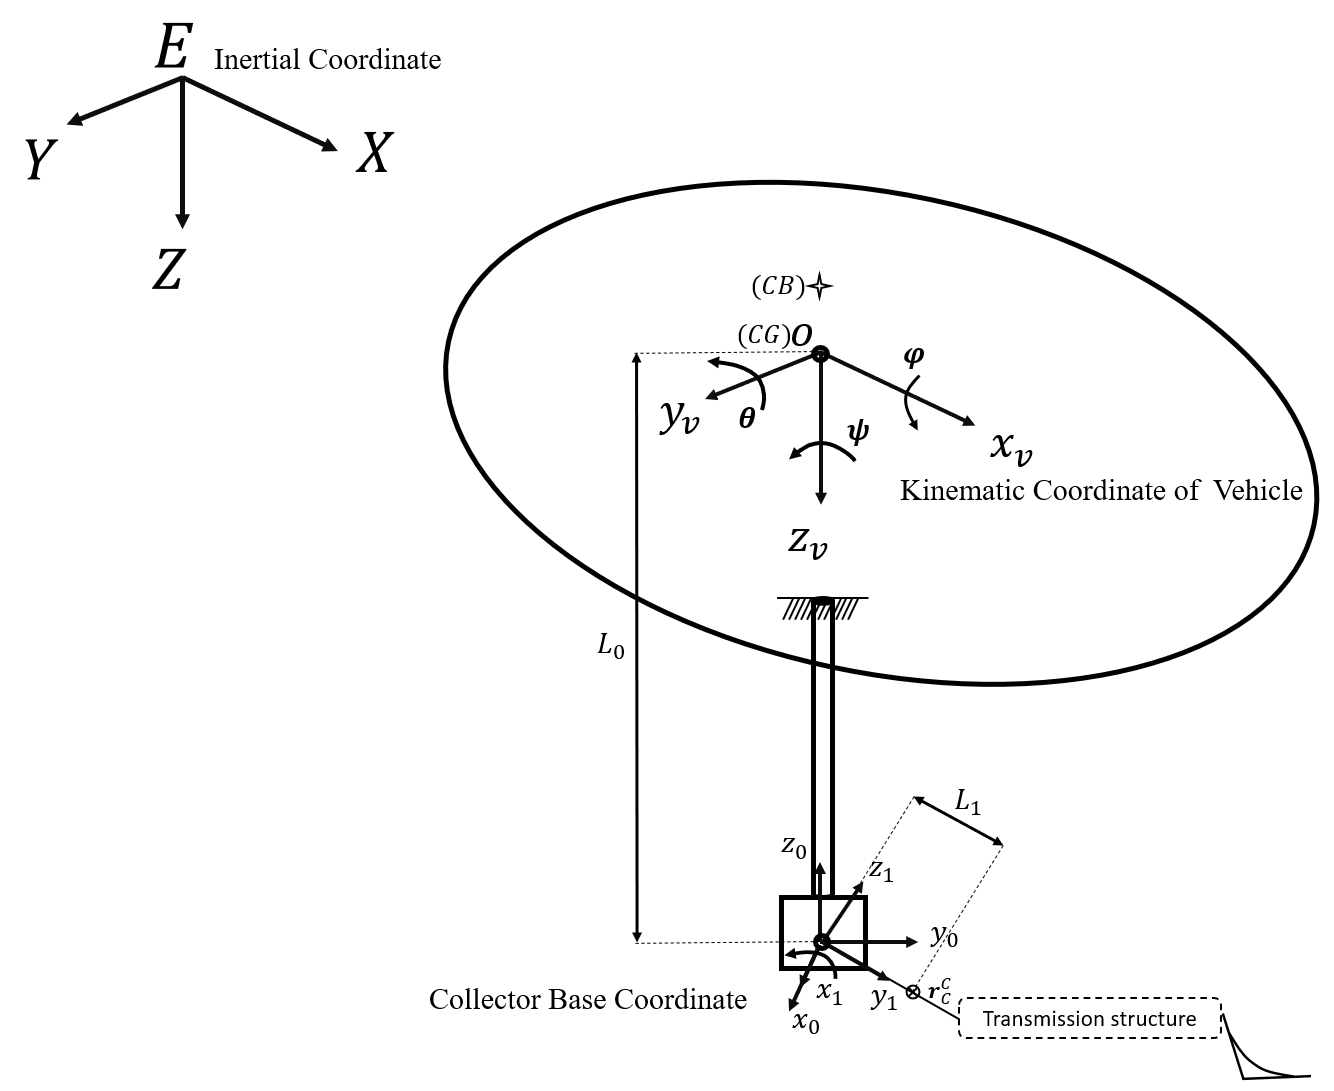 E Inertial Coordinate
Y
X
Z
(CB)
(CG)O
φ
θ
y_v
ψ
x_v
Kinematic Coordinate of Vehicle
z_v
L_0
L_1
z_0
z_1
y_0
Collector Base Coordinate
x_1
y_1
r_C^C
x_0
Transmission structure